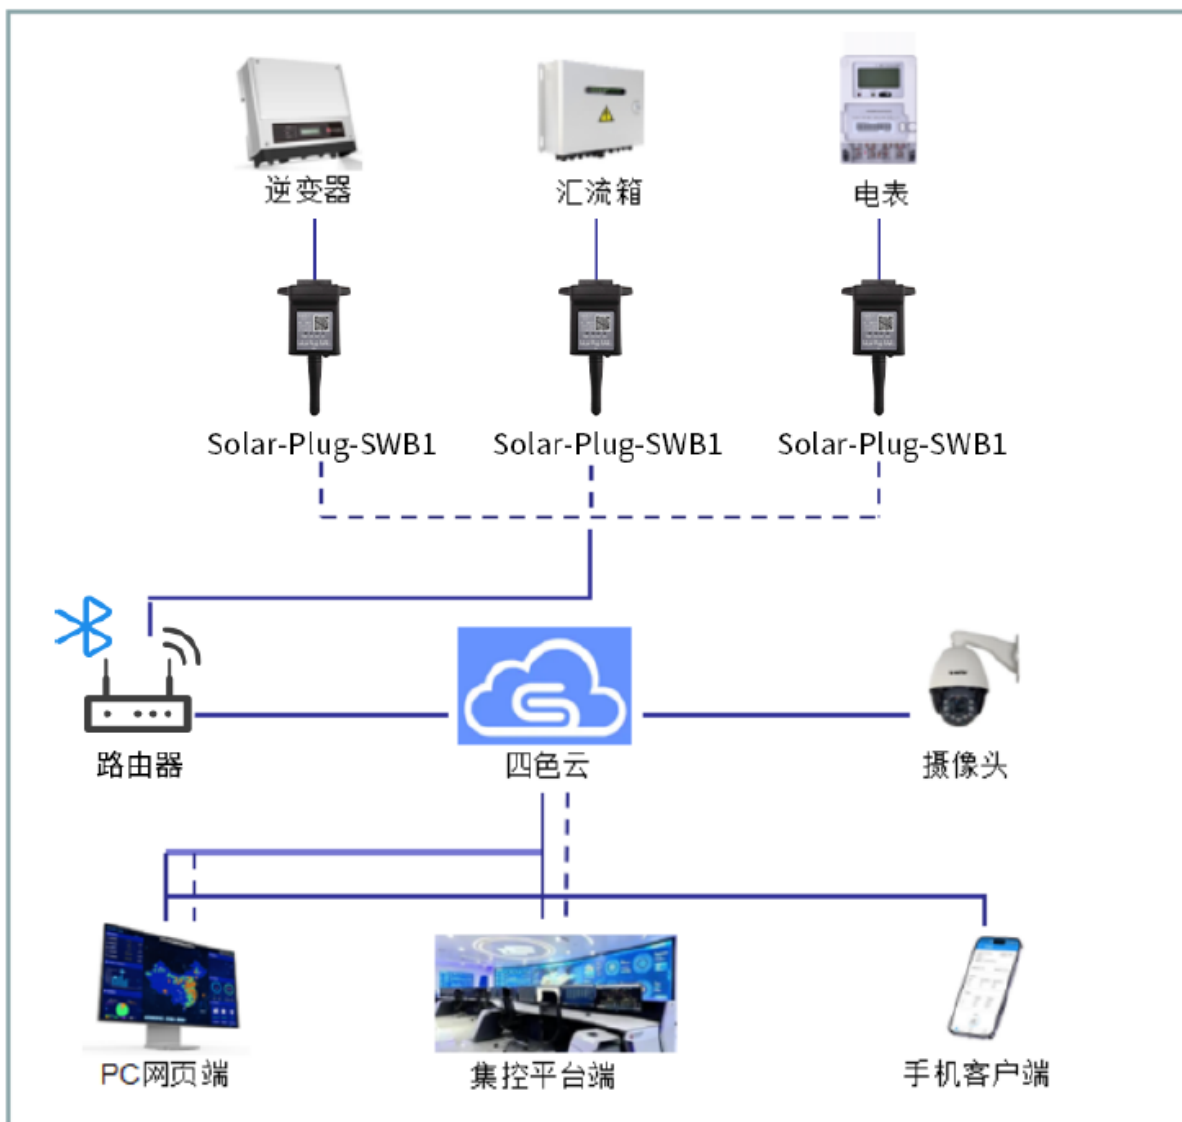 逆变器
汇流箱
电表
Solar-Plug-SWB1
Solar-Plug-SWB1
Solar-Plug-SWB1
路由器
四色云
摄像头
PC网页端
集控平台端
手机客户端